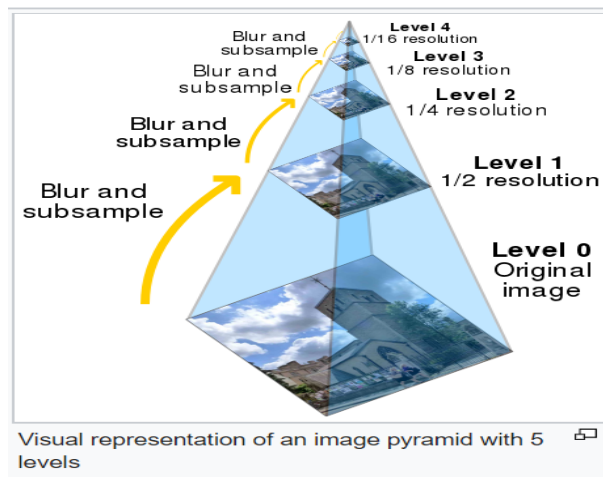 Level 4
1/16 resolution
Blur and
subsample
Level 3
1/8 resolution
Blur and
subsample
Level 2
1/4 resolution
Blur and
subsample
Level 1
1/2 resolution
Blur and
subsample
Level 0
Original
image
Visual representation of an image pyramid with 5
levels